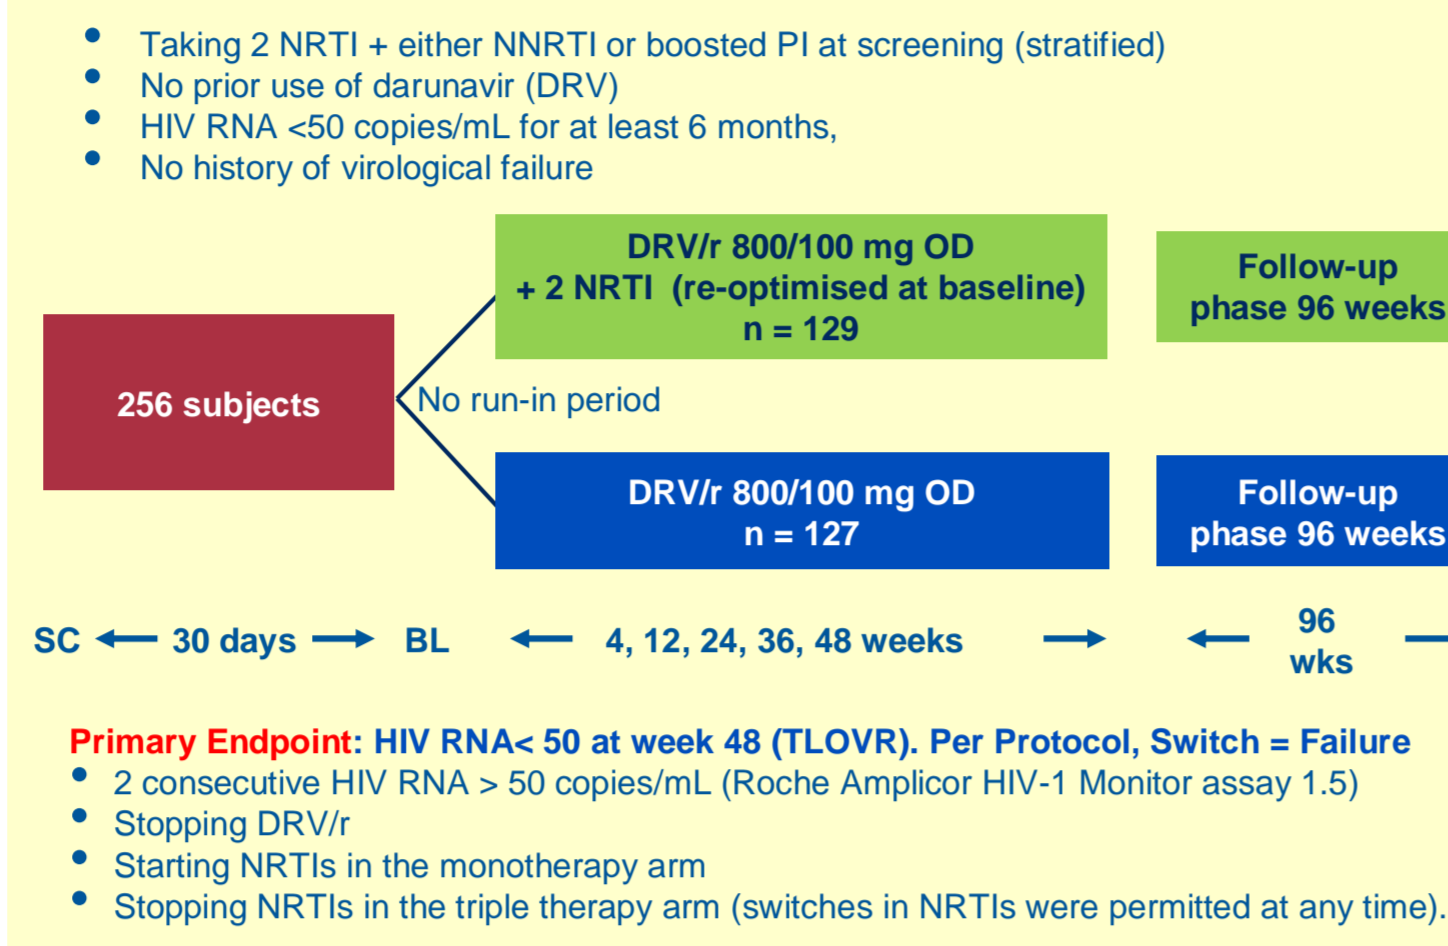 • Taking 2 NRTI + either NNRTI or boosted PI at screening (stratified)
• No prior use of darunavir (DRV)
• HIV RNA <50 copies/mL for at least 6 months,
• No history of virological failure
DRV/r 800/100 mg OD
+ 2 NRTI (re-optimised at baseline)
n = 129
Follow-up
phase 96 weeks
256 subjects
No run-in period
DRV/r 800/100 mg OD
n = 127
Follow-up
phase 96 weeks
SC 30 days BL 4, 12, 24, 36, 48 weeks 96
wks
Primary Endpoint: HIV RNA< 50 at week 48 (TLOVR). Per Protocol, Switch = Failure
• 2 consecutive HIV RNA > 50 copies/mL (Roche Amplicor HIV-1 Monitor assay 1.5)
• Stopping DRV/r
• Starting NRTIs in the monotherapy arm
• Stopping NRTIs in the triple therapy arm (switches in NRTIs were permitted at any time).